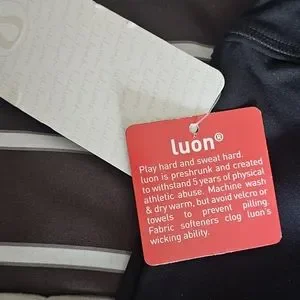 luon®
Play hard and sweat hard.
luon is preshrunk and created
to withstand 5 years of physical
athletic abuse. Machine wash
& dry warm, but avoid velcro or
towels to prevent pilling.
Fabric softeners clog luon's
wicking ability.